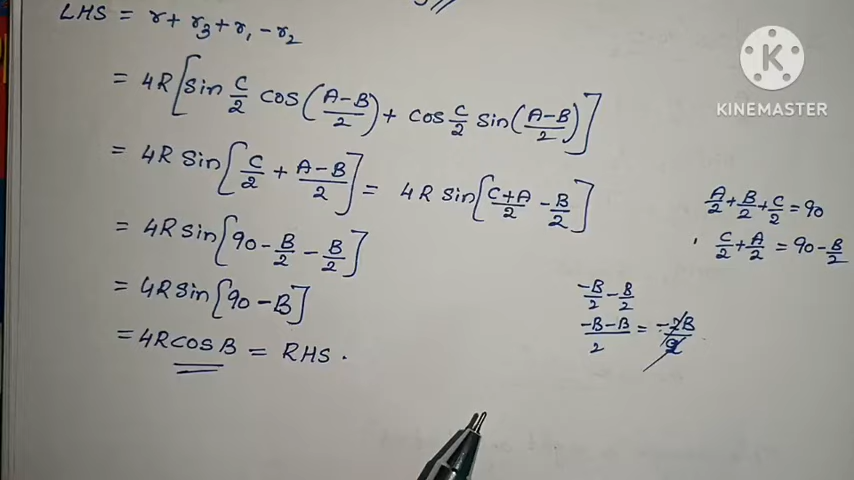 LHS = r + r₃ + r₁ - r₂
= 4R [sin C/2 cos(A-B/2) + cos C/2 sin(A-B/2)]
= 4R sin[C/2 + A-B/2] = 4R sin[C+A/2 - B/2]
= 4R sin[90 - B/2 - B/2]
= 4R sin[90 - B]
= 4R cos B = RHS.
A/2 + B/2 + C/2 = 90
C/2 + A/2 = 90 - B/2
-B/2 - B/2
-B-B/2 = -2B/2
K
KINEMASTER